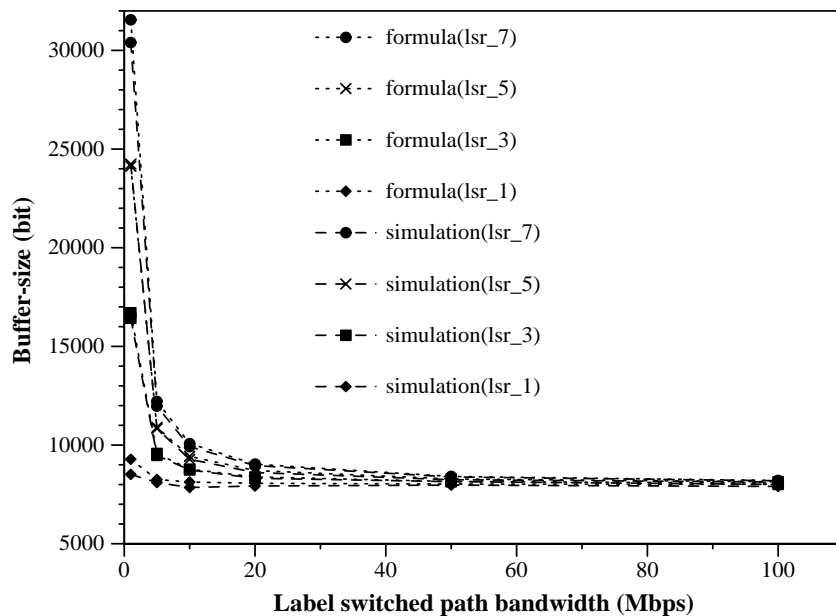 30000
25000
20000
15000
10000
5000
Buffer-size (bit)
formula(lsr_7)
formula(lsr_5)
formula(lsr_3)
formula(lsr_1)
simulation(lsr_7)
simulation(lsr_5)
simulation(lsr_3)
simulation(lsr_1)
0 20 40 60 80 100
Label switched path bandwidth (Mbps)